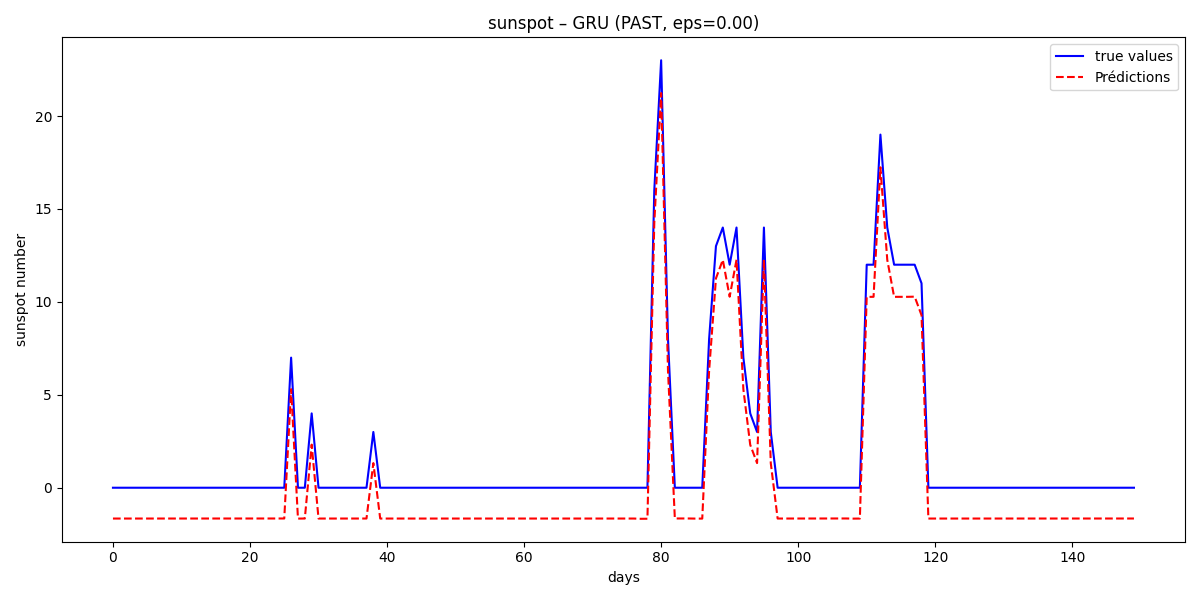 sunspot – GRU (PAST, eps=0.00)
true values
Prédictions
sunspot number
20
15
10
5
0
0 20 40 60 80 100 120 140
days